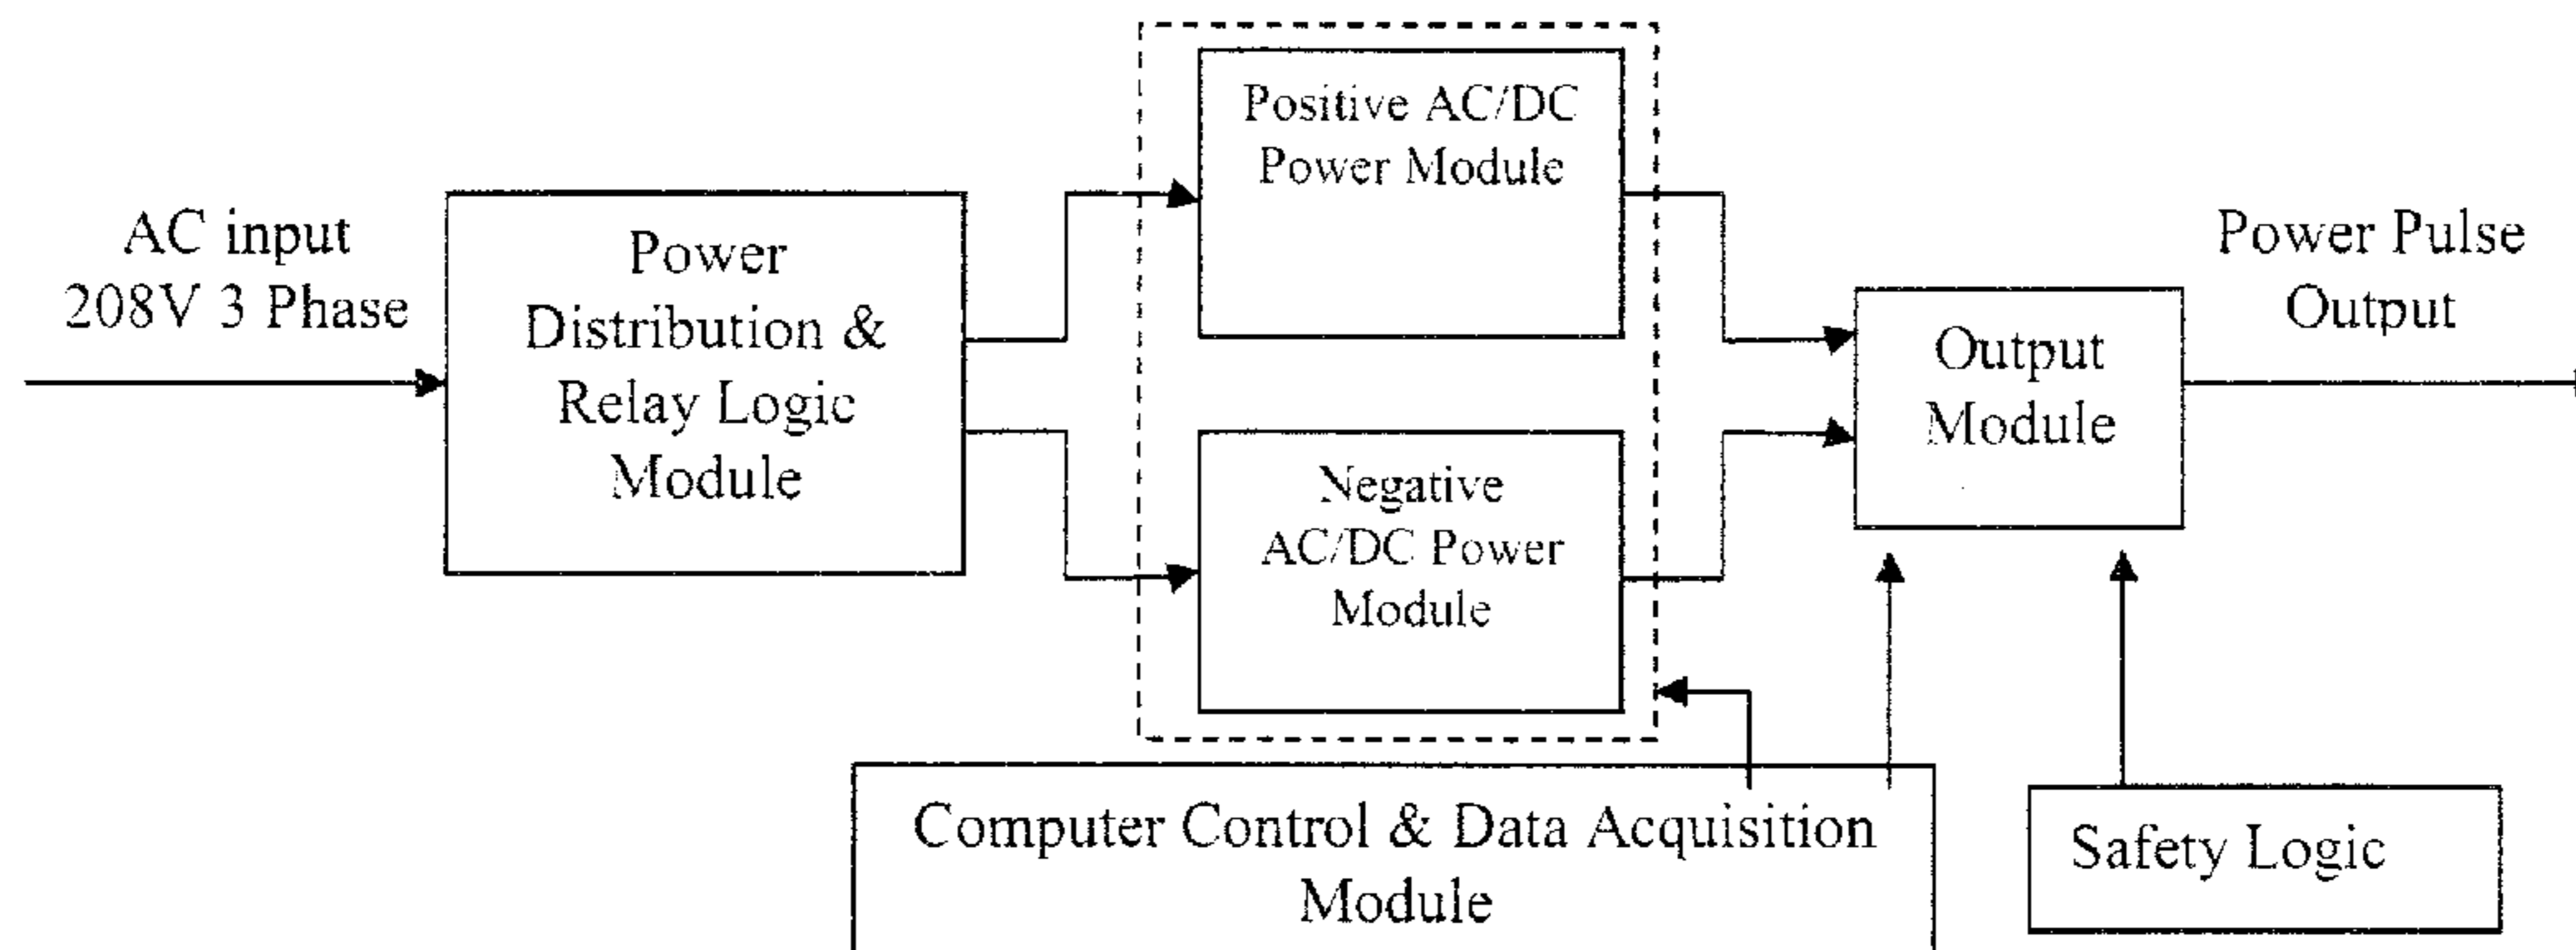 AC input
208V 3 Phase
Power
Distribution &
Relay Logic
Module
Positive AC/DC
Power Module
Negative
AC/DC Power
Module
Output
Module
Power Pulse
Output
Computer Control & Data Acquisition
Module
Safety Logic